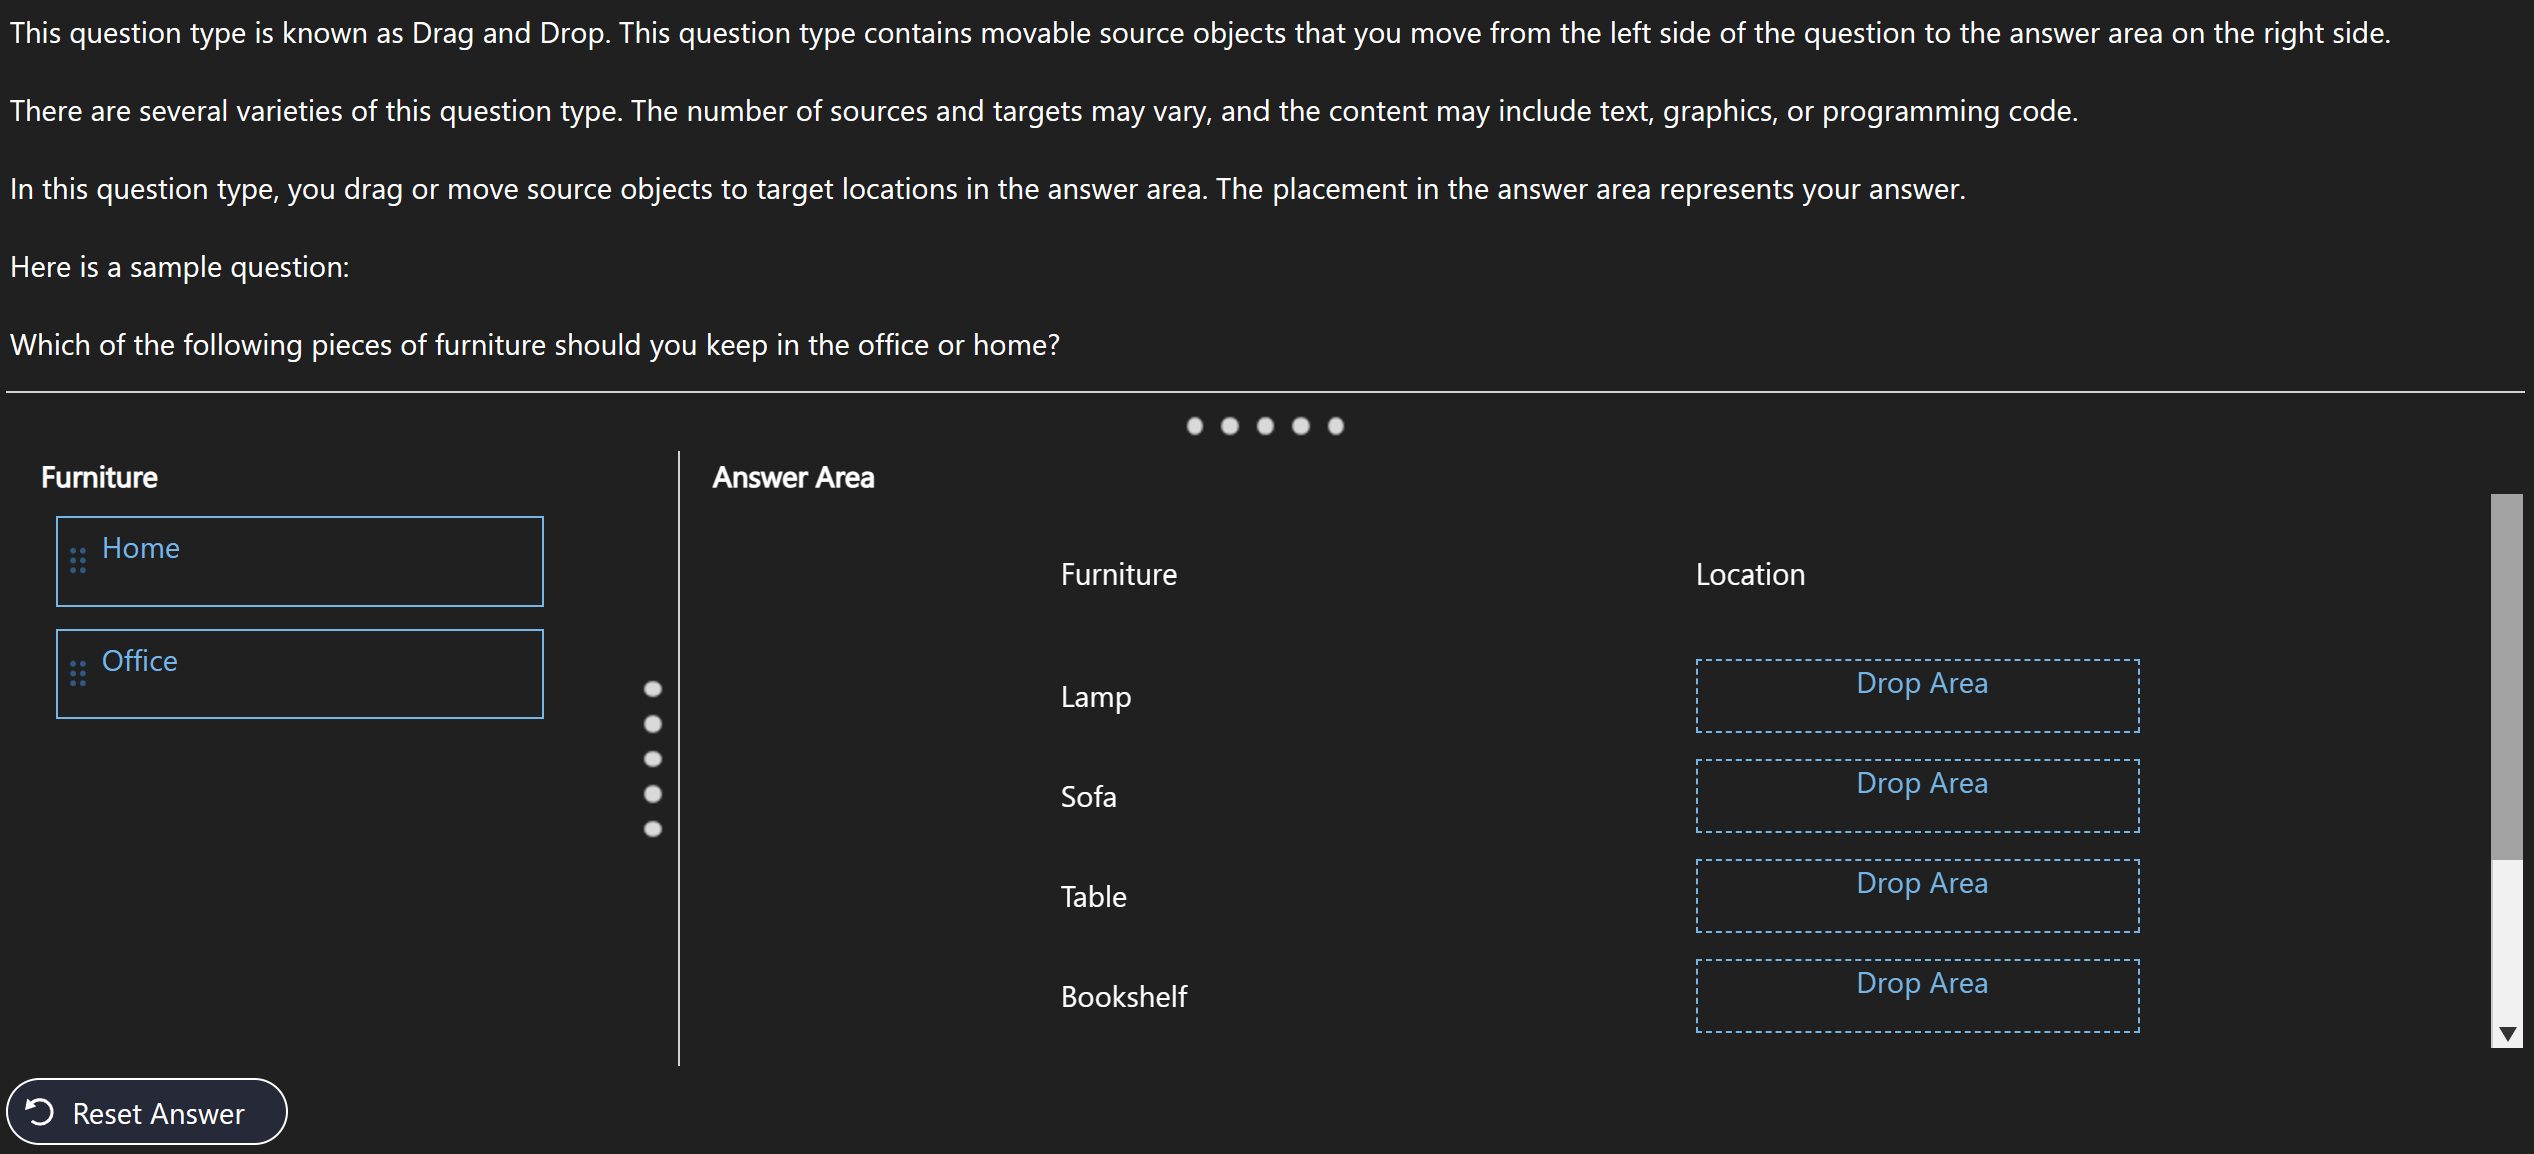 This question type is known as Drag and Drop. This question type contains movable source objects that you move from the left side of the question to the answer area on the right side.
There are several varieties of this question type. The number of sources and targets may vary, and the content may include text, graphics, or programming code.
In this question type, you drag or move source objects to target locations in the answer area. The placement in the answer area represents your answer.
Here is a sample question:
Which of the following pieces of furniture should you keep in the office or home?
Furniture
Home
Office
Answer Area
Furniture Location
Lamp Drop Area
Sofa Drop Area
Table Drop Area
Bookshelf Drop Area
Reset Answer